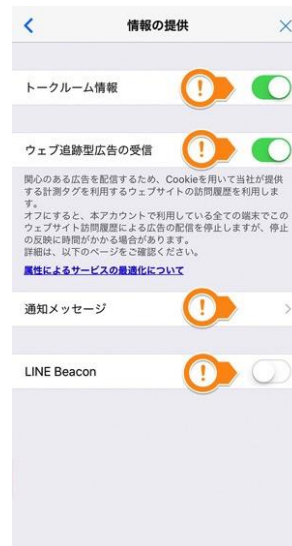 情報の提供
トークルーム情報
ウェブ追跡型広告の受信
関心のある広告を配信するため、Cookieを用いて当社が提供
する計測タグを利用するウェブサイトの訪問履歴を利用しま
す。
オフにすると、本アカウントで利用している全ての端末でこの
ウェブサイト訪問履歴による広告の配信を停止しますが、停止
の反映に時間がかかる場合があります。
詳細は、以下のページをご確認ください。
属性によるサービスの最適化について
通知メッセージ
LINE Beacon